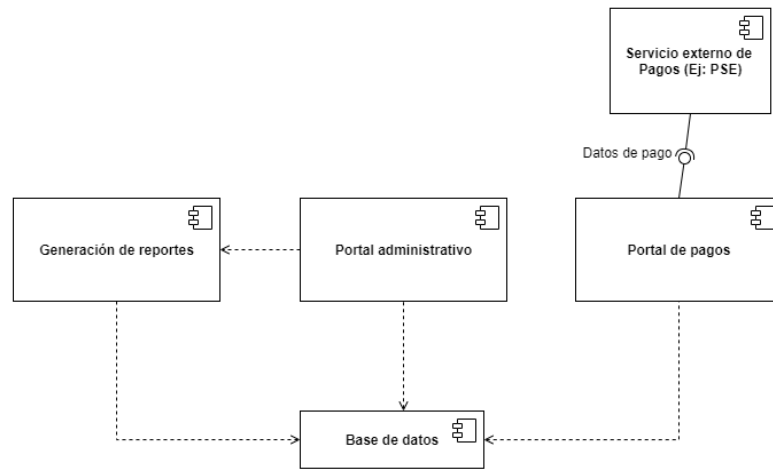 Servicio externo de
Pagos (Ej: PSE)
Datos de pago
Generación de reportes
Portal administrativo
Portal de pagos
Base de datos